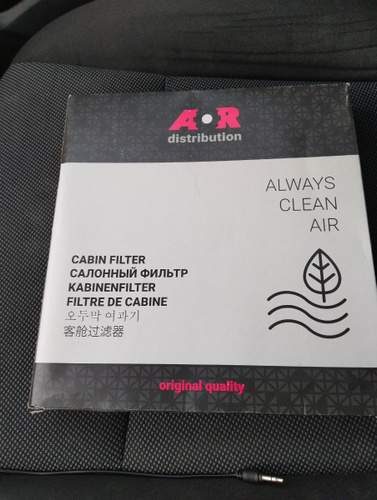 A•R
distribution
ALWAYS
CLEAN
AIR
CABIN FILTER
САЛОННЫЙ ФИЛЬТР
KABINENFILTER
FILTRE DE CABINE
오두막 여과기
客舱过滤器
original quality